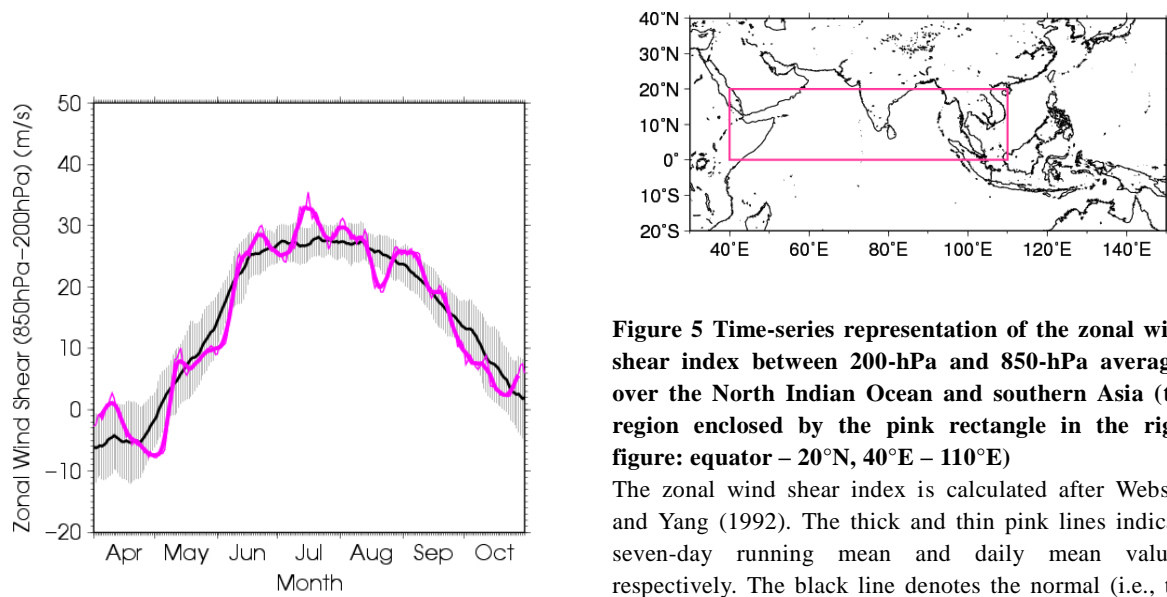 Zonal Wind Shear (850hPa−200hPa) (m/s)
50
40
30
20
10
0
−10
−20
Apr May Jun Jul Aug Sep Oct
Month
40°N
30°N
20°N
10°N
0°
10°S
20°S
40°E 60°E 80°E 100°E 120°E 140°E
Figure 5 Time-series representation of the zonal wi
shear index between 200-hPa and 850-hPa averag
over the North Indian Ocean and southern Asia (t
region enclosed by the pink rectangle in the rig
figure: equator – 20°N, 40°E – 110°E)
The zonal wind shear index is calculated after Webs
and Yang (1992). The thick and thin pink lines indica
seven-day running mean and daily mean valu
respectively. The black line denotes the normal (i.e., t